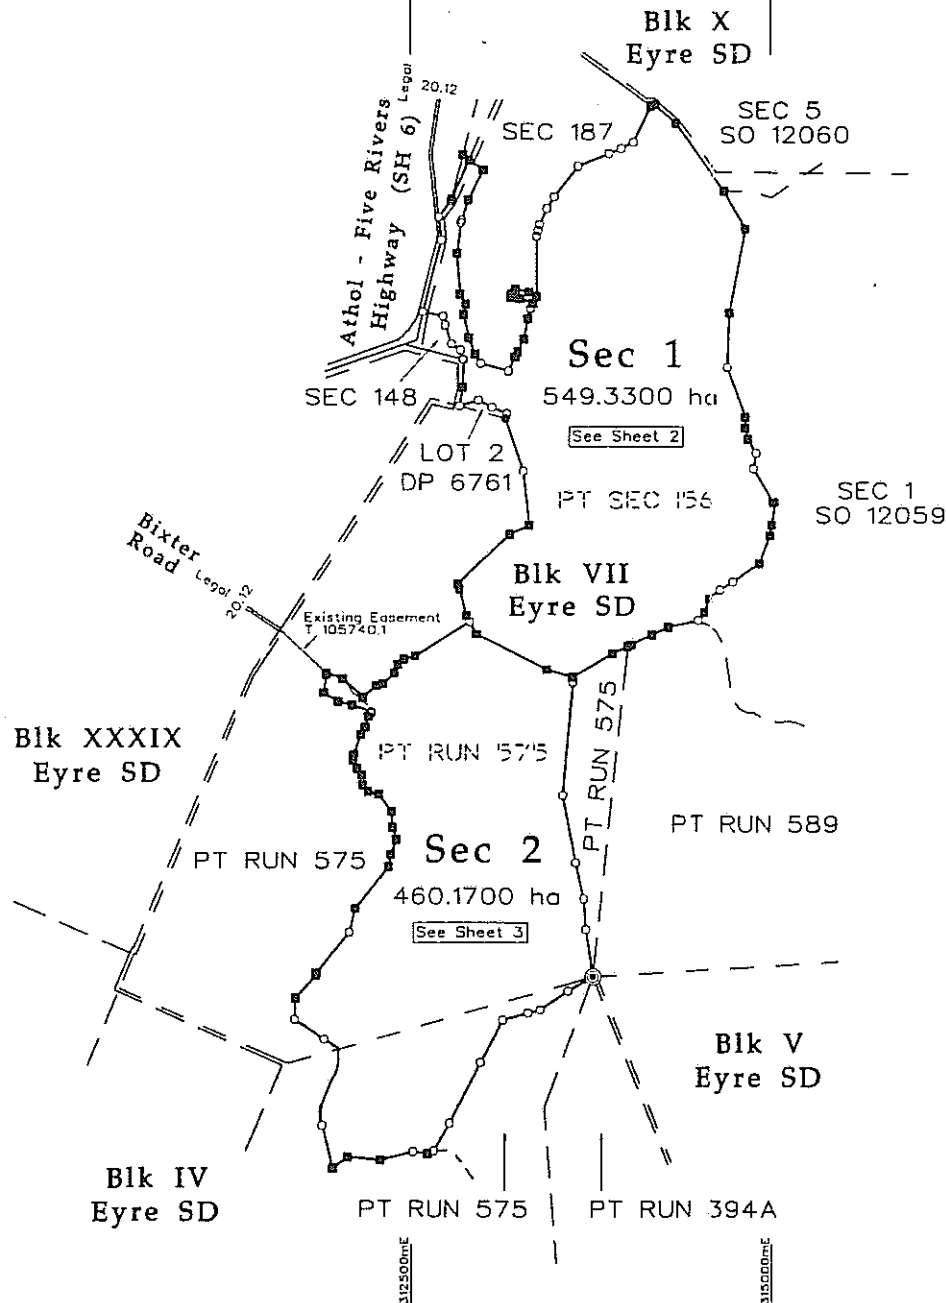 Blk X
Eyre SD
Legal
20.12
Athol - Five Rivers
Highway (SH 6)
SEC 187
SEC 5
SO 12060
Sec 1
549.3300 ha
See Sheet 2
SEC 148
LOT 2
DP 6761
PT SEC 156
SEC 1
SO 12059
Bixter
Road
Legal
20.12
Blk VII
Eyre SD
Existing Easement
T 105740.1
Blk XXXIX
Eyre SD
PT RUN 575
PT RUN 575
PT RUN 589
PT RUN 575
Sec 2
460.1700 ha
See Sheet 3
Blk V
Eyre SD
Blk IV
Eyre SD
PT RUN 575
PT RUN 394A
312500mE
315000mE